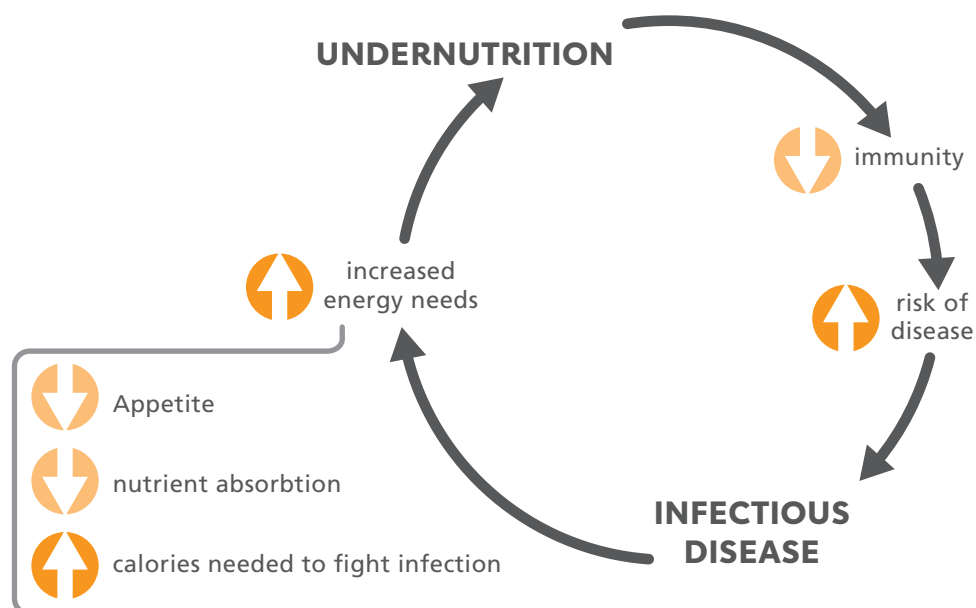 UNDERNUTRITION
immunity
risk of
disease
INFECTIOUS
DISEASE
increased
energy needs
Appetite
nutrient absorbtion
calories needed to fight infection